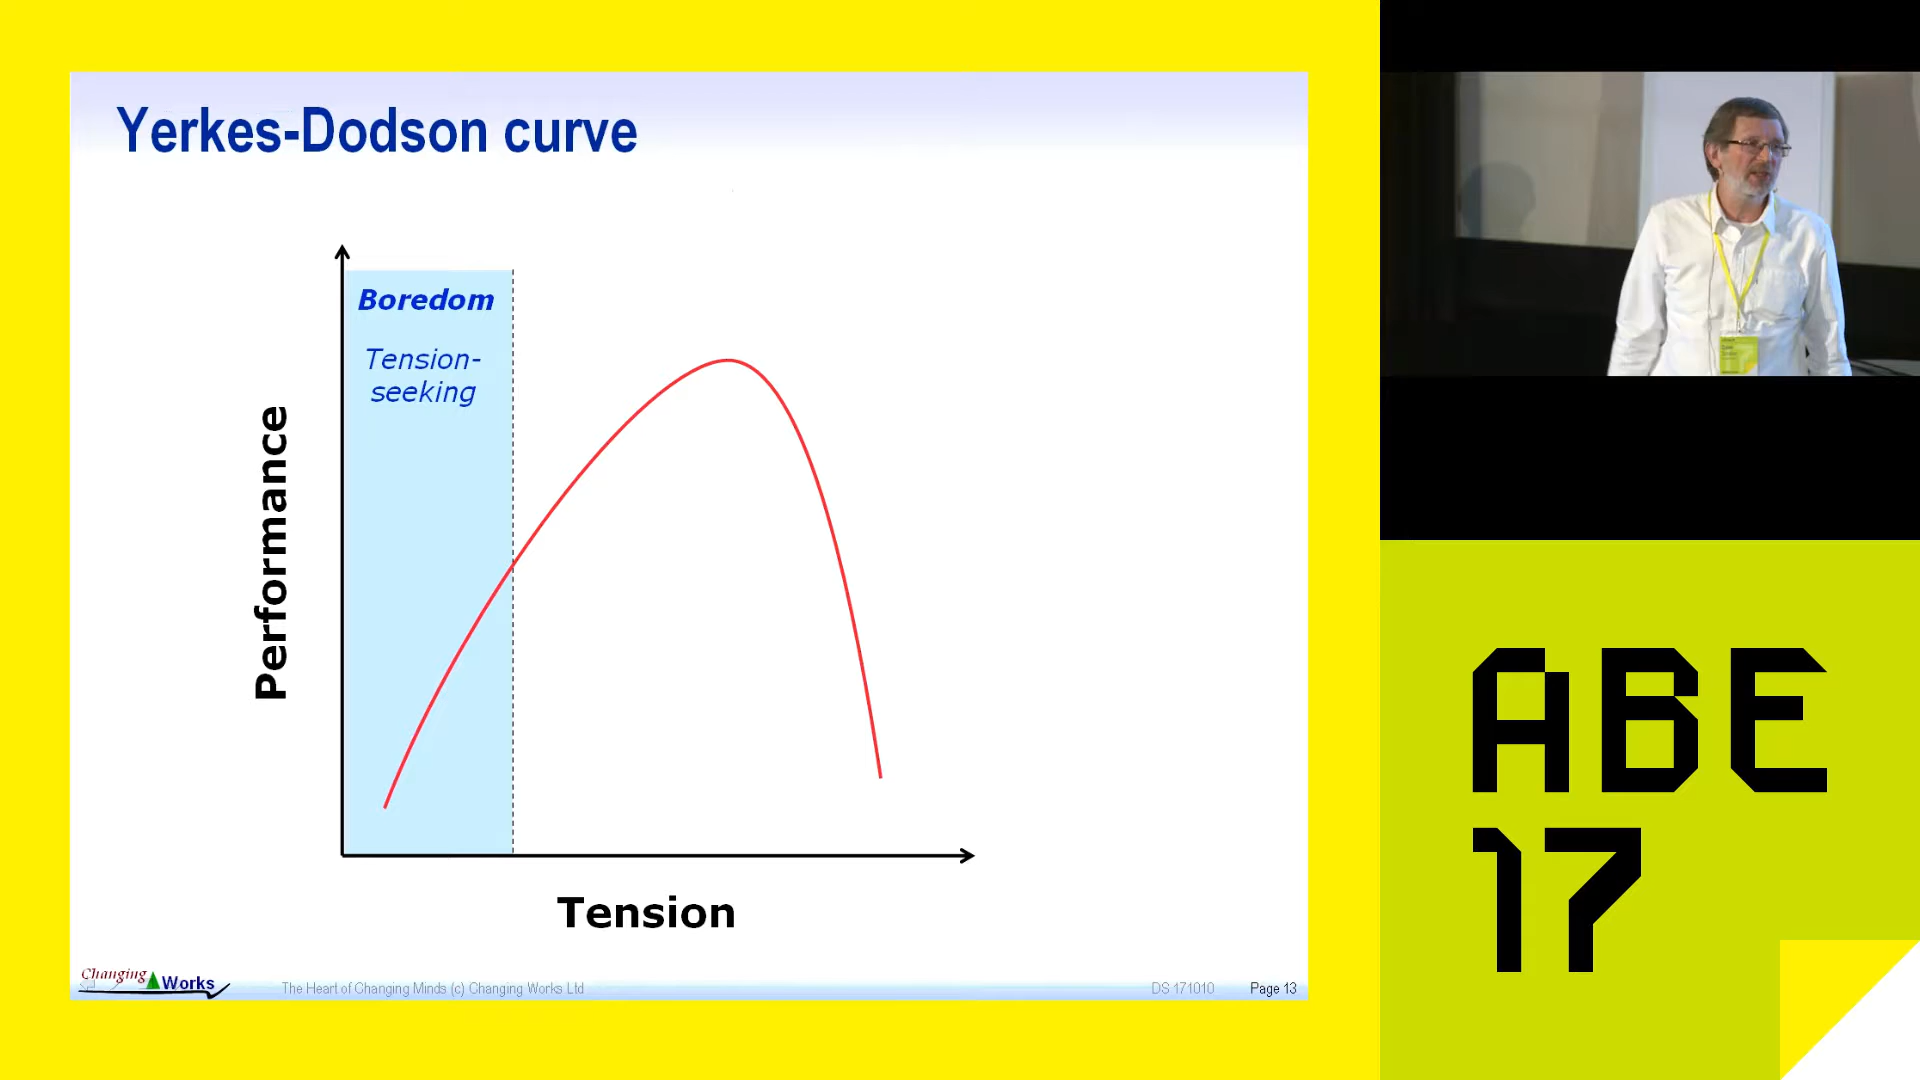 Yerkes-Dodson curve
Boredom
Tension-
seeking
Performance
Tension
Changing Works
The Heart of Changing Minds (c) Changing Works Ltd
DS 171010
Page 13
ABE
17